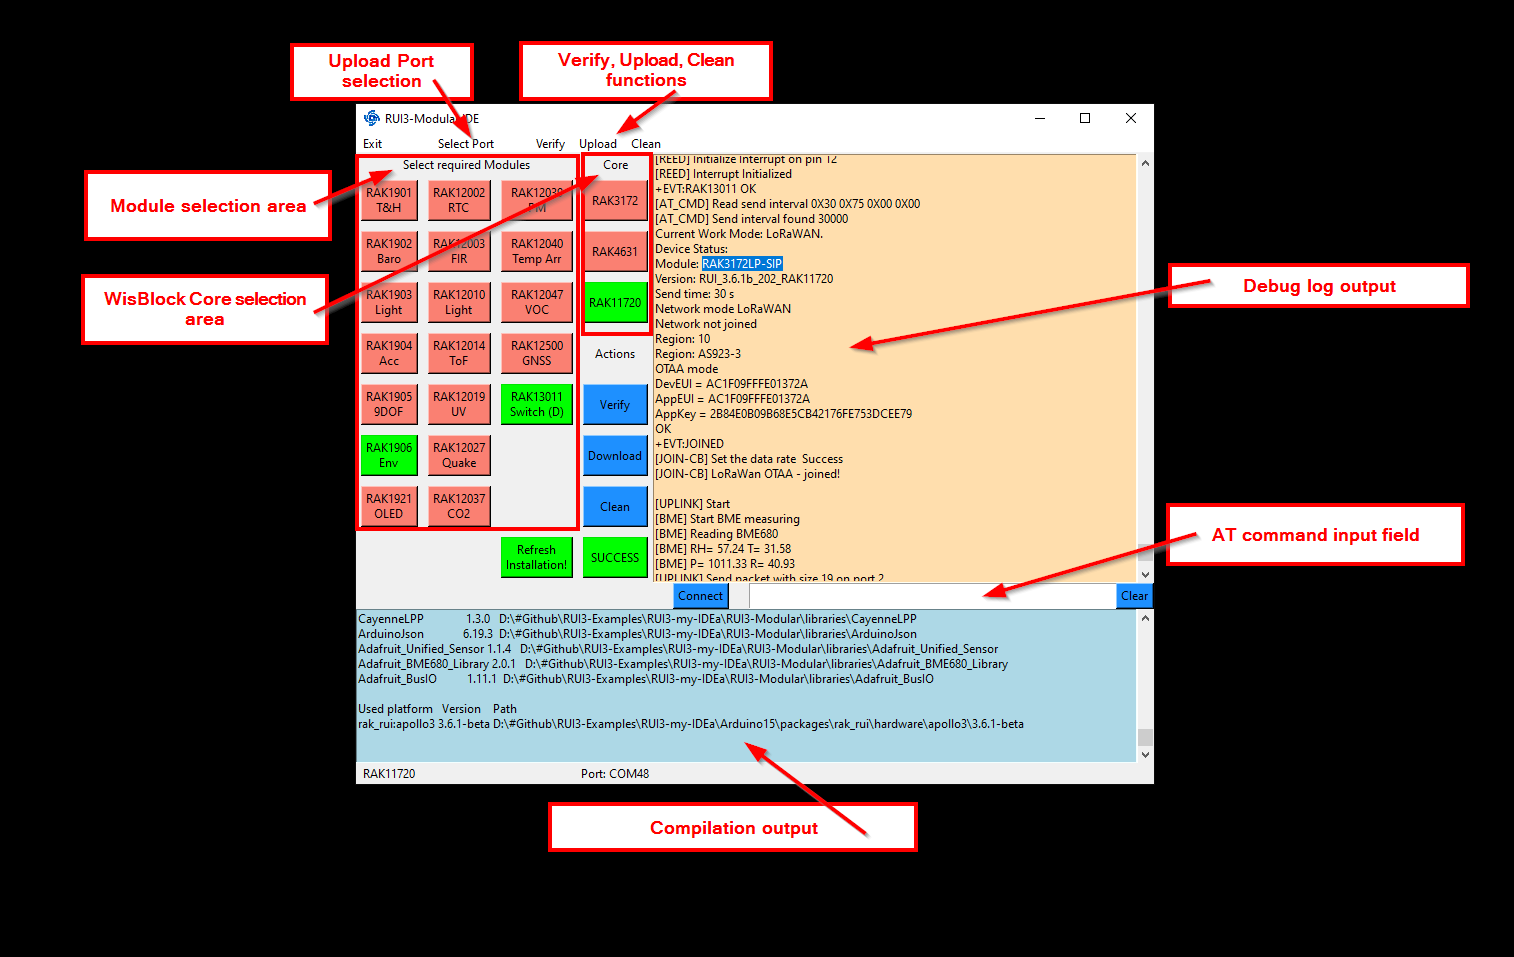 Upload Port
selection
Verify, Upload, Clean
functions
RUI3-Modular IDE
Exit
Select Port
Verify
Upload
Clean
Module selection area
WisBlock Core selection
area
Select required Modules
RAK1901
T&H
RAK12002
RTC
RAK12039
PM
RAK1902
Baro
RAK12003
FIR
RAK12040
Temp Arr
RAK1903
Light
RAK12010
Light
RAK12047
VOC
RAK1904
Acc
RAK12014
ToF
RAK12500
GNSS
RAK1905
9DOF
RAK12019
UV
RAK13011
Switch (D)
RAK1906
Env
RAK12027
Quake
RAK1921
OLED
RAK12037
CO2
Refresh
Installation!
Core
RAK3172
RAK4631
RAK11720
Actions
Verify
Download
Clean
SUCCESS
[REED] Initialize Interrupt on pin 12
[REED] Interrupt Initialized
+EVT:RAK13011 OK
[AT_CMD] Read send interval 0X30 0X75 0X00 0X00
[AT_CMD] Send interval found 30000
Current Work Mode: LoRaWAN.
Device Status:
Module: RAK3172LP-SIP
Version: RUI_3.6.1b_202_RAK11720
Send time: 30 s
Network mode LoRaWAN
Network not joined
Region: 10
Region: AS923-3
OTAA mode
DevEUI = AC1F09FFFE01372A
AppEUI = AC1F09FFFE01372A
AppKey = 2B84E0B09B68E5CB42176FE753DCEE79
OK
+EVT:JOINED
[JOIN-CB] Set the data rate  Success
[JOIN-CB] LoRaWan OTAA - joined!
[UPLINK] Start
[BME] Start BME measuring
[BME] Reading BME680
[BME] RH= 57.24 T= 31.58
[BME] P= 1011.33 R= 40.93
[UPLINK] Send packet with size 19 on port 2
Debug log output
AT command input field
Connect
Clear
CayenneLPP 1.3.0 D:\#Github\RUI3-Examples\RUI3-my-IDEa\RUI3-Modular\libraries\CayenneLPP
ArduinoJson 6.19.3 D:\#Github\RUI3-Examples\RUI3-my-IDEa\RUI3-Modular\libraries\ArduinoJson
Adafruit_Unified_Sensor 1.1.4 D:\#Github\RUI3-Examples\RUI3-my-IDEa\RUI3-Modular\libraries\Adafruit_Unified_Sensor
Adafruit_BME680_Library 2.0.1 D:\#Github\RUI3-Examples\RUI3-my-IDEa\RUI3-Modular\libraries\Adafruit_BME680_Library
Adafruit_BusIO 1.11.1 D:\#Github\RUI3-Examples\RUI3-my-IDEa\RUI3-Modular\libraries\Adafruit_BusIO
Used platform Version Path
rak_rui:apollo3 3.6.1-beta D:\#Github\RUI3-Examples\RUI3-my-IDEa\Arduino15\packages\rak_rui\hardware\apollo3\3.6.1-beta
RAK11720
Port: COM48
Compilation output